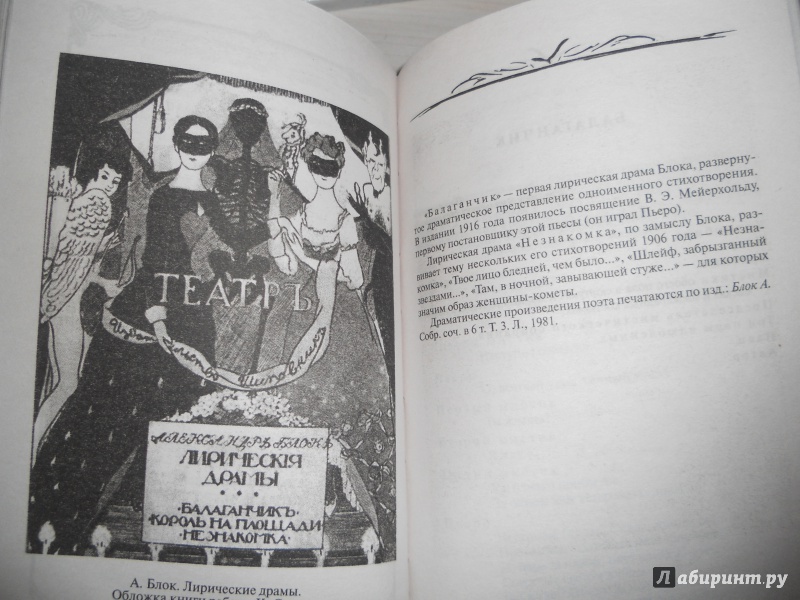 ТЕАТРЪ
Издательство Шиповникъ
АЛЕКСАНДРЪ БЛОКЪ
ЛИРИЧЕСКІЯ
ДРАМЫ
·БАЛАГАНЧИКЪ·
·КОРОЛЬ НА ПЛОЩАДИ·
·НЕЗНАКОМКА·
А. Блок. Лирические драмы.
Обложка книги
«Балаганчик» — первая лирическая драма Блока, разверну-
тое драматическое представление одноименного стихотворения.
В издании 1916 года появилось посвящение В. Э. Мейерхольду,
первому постановщику этой пьесы (он играл Пьеро).
Лирическая драма «Незнакомка», по замыслу Блока, раз-
вивает тему нескольких его стихотворений 1906 года — «Незна-
комка», «Твое лицо бледней, чем было...», «Шлейф, забрызганный
звездами...», «Там, в ночной, завывающей стуже...» — для которых
значим образ женщины-кометы.
Драматические произведения поэта печатаются по изд.: Блок А.
Собр. соч. в 6 т. Т. 3. Л., 1981.
лабиринт.ру